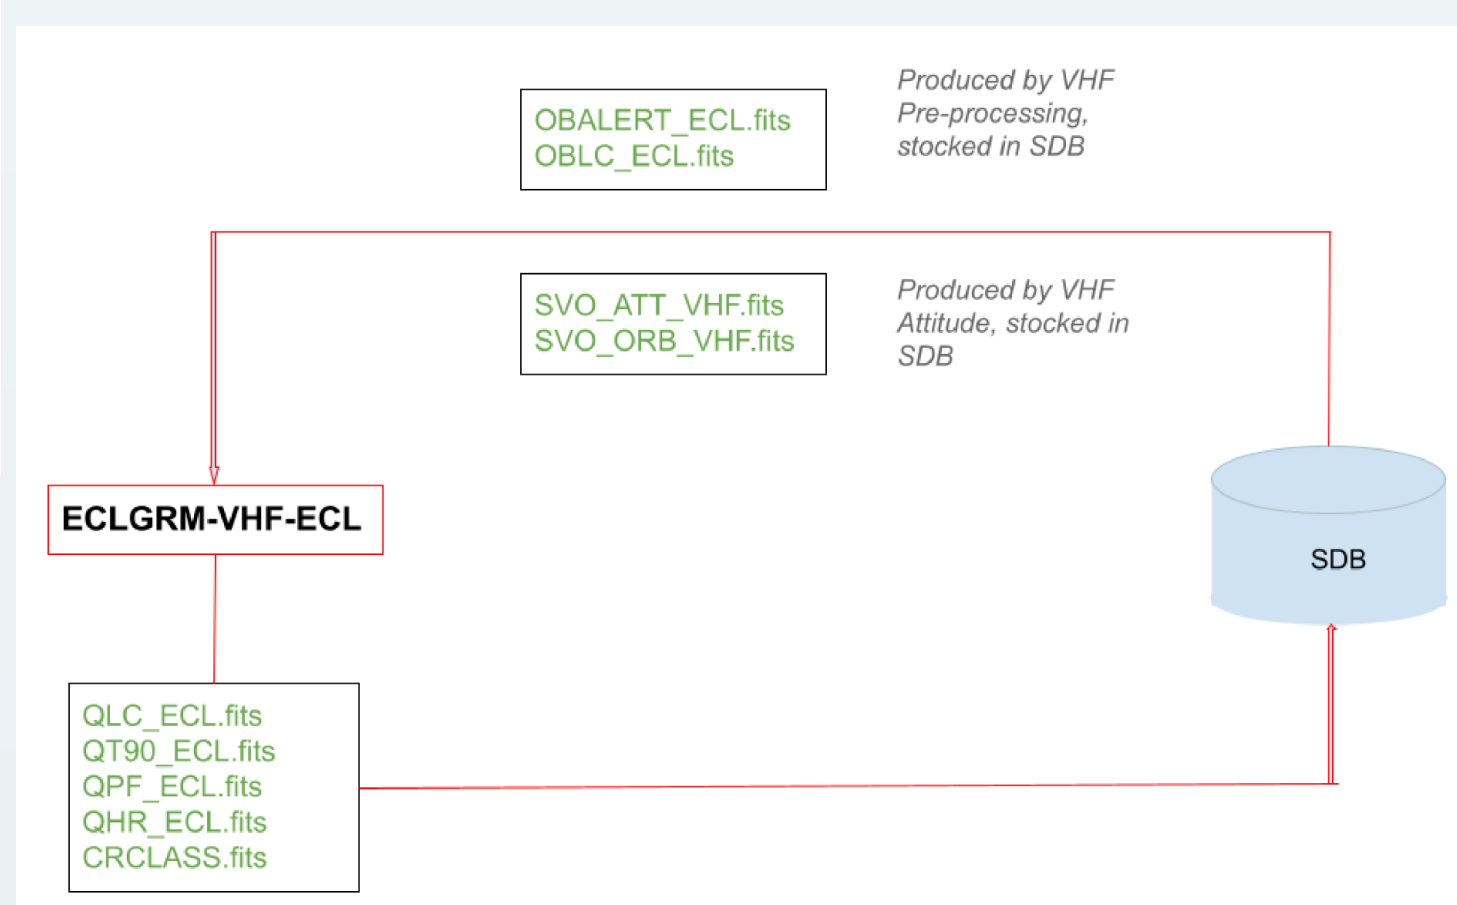 OBALERT_ECL.fits
OBLC_ECL.fits
Produced by VHF
Pre-processing,
stocked in SDB
SVO_ATT_VHF.fits
SVO_ORB_VHF.fits
Produced by VHF
Attitude, stocked in
SDB
ECLGRM-VHF-ECL
SDB
QLC_ECL.fits
QT90_ECL.fits
QPF_ECL.fits
QHR_ECL.fits
CRCLASS.fits